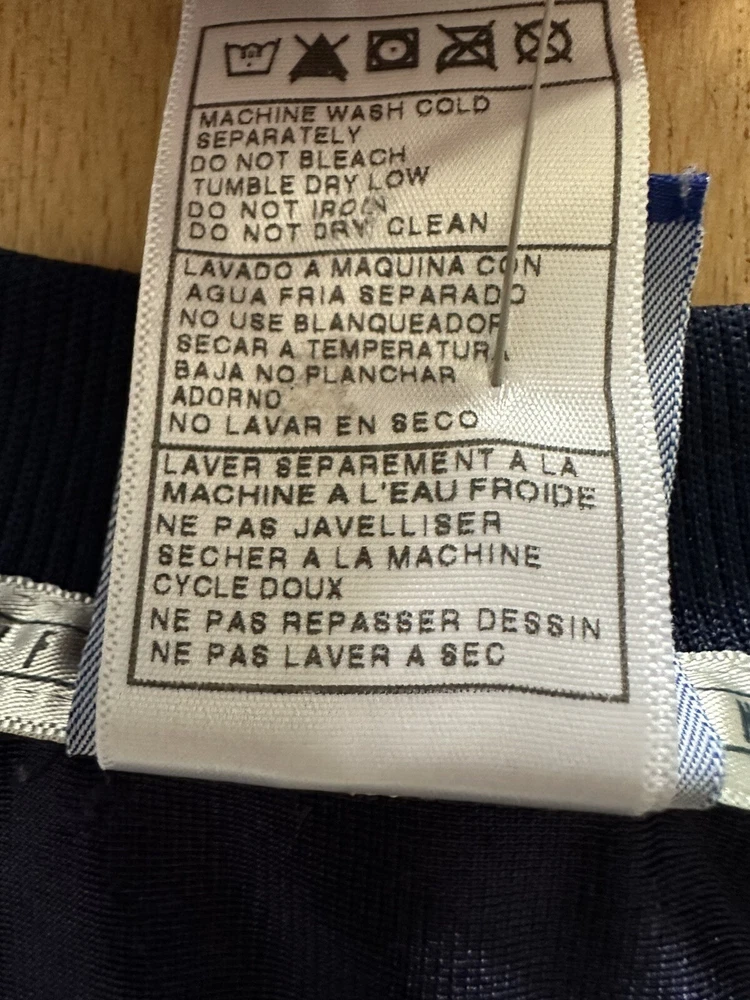 MACHINE WASH COLD
SEPARATELY
DO NOT BLEACH
TUMBLE DRY LOW
DO NOT IRON
DO NOT DRY CLEAN
LAVADO A MAQUINA CON
AGUA FRIA SEPARADO
NO USE BLANQUEADOR
SECAR A TEMPERATURA
BAJA NO PLANCHAR
ADORNO
NO LAVAR EN SECO
LAVER SEPAREMENT A LA
MACHINE A L'EAU FROIDE
NE PAS JAVELLISER
SECHER A LA MACHINE
CYCLE DOUX
NE PAS REPASSER DESSIN
NE PAS LAVER A SEC